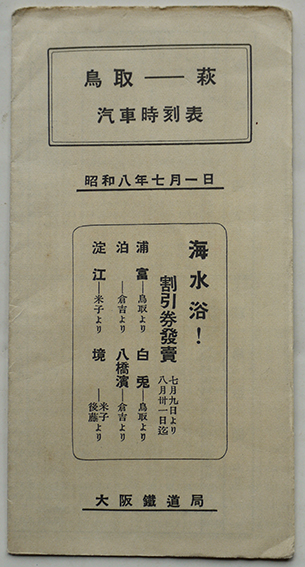 鳥取──萩
汽車時刻表
昭和八年七月一日
海水浴！
割引券發賣
七月九日より
八月卅一日迄
浦富──鳥取より
白兎──鳥取より
泊──倉吉より
八橋濱──倉吉より
淀江──米子より
境──米子
後藤より
大阪鐵道局